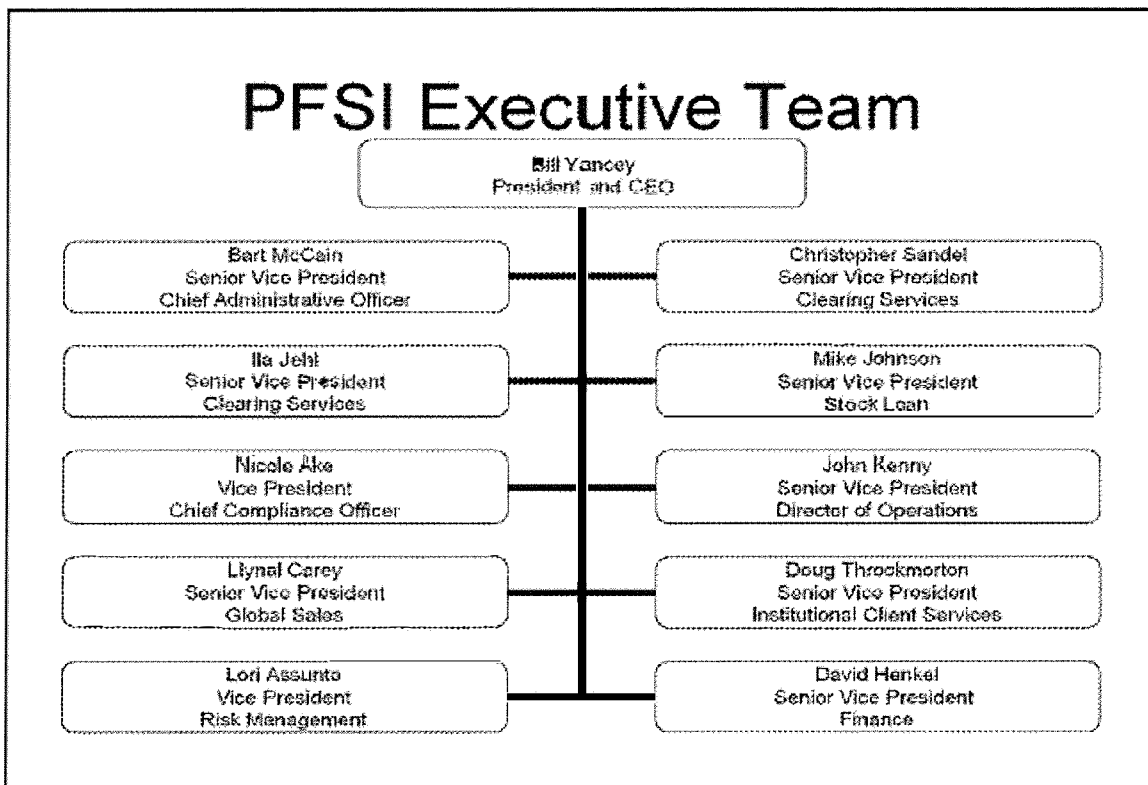 PFSI Executive Team
Bill Yancey
President and CEO
Bart McCain
Senior Vice President
Chief Administrative Officer
Christopher Sandel
Senior Vice President
Clearing Services
Ila Jehl
Senior Vice President
Clearing Services
Mike Johnson
Senior Vice President
Stock Loan
Nicole Ake
Vice President
Chief Compliance Officer
John Kenny
Senior Vice President
Director of Operations
Llynal Carey
Senior Vice President
Global Sales
Doug Throckmorton
Senior Vice President
Institutional Client Services
Lori Assunto
Vice President
Risk Management
David Henkel
Senior Vice President
Finance